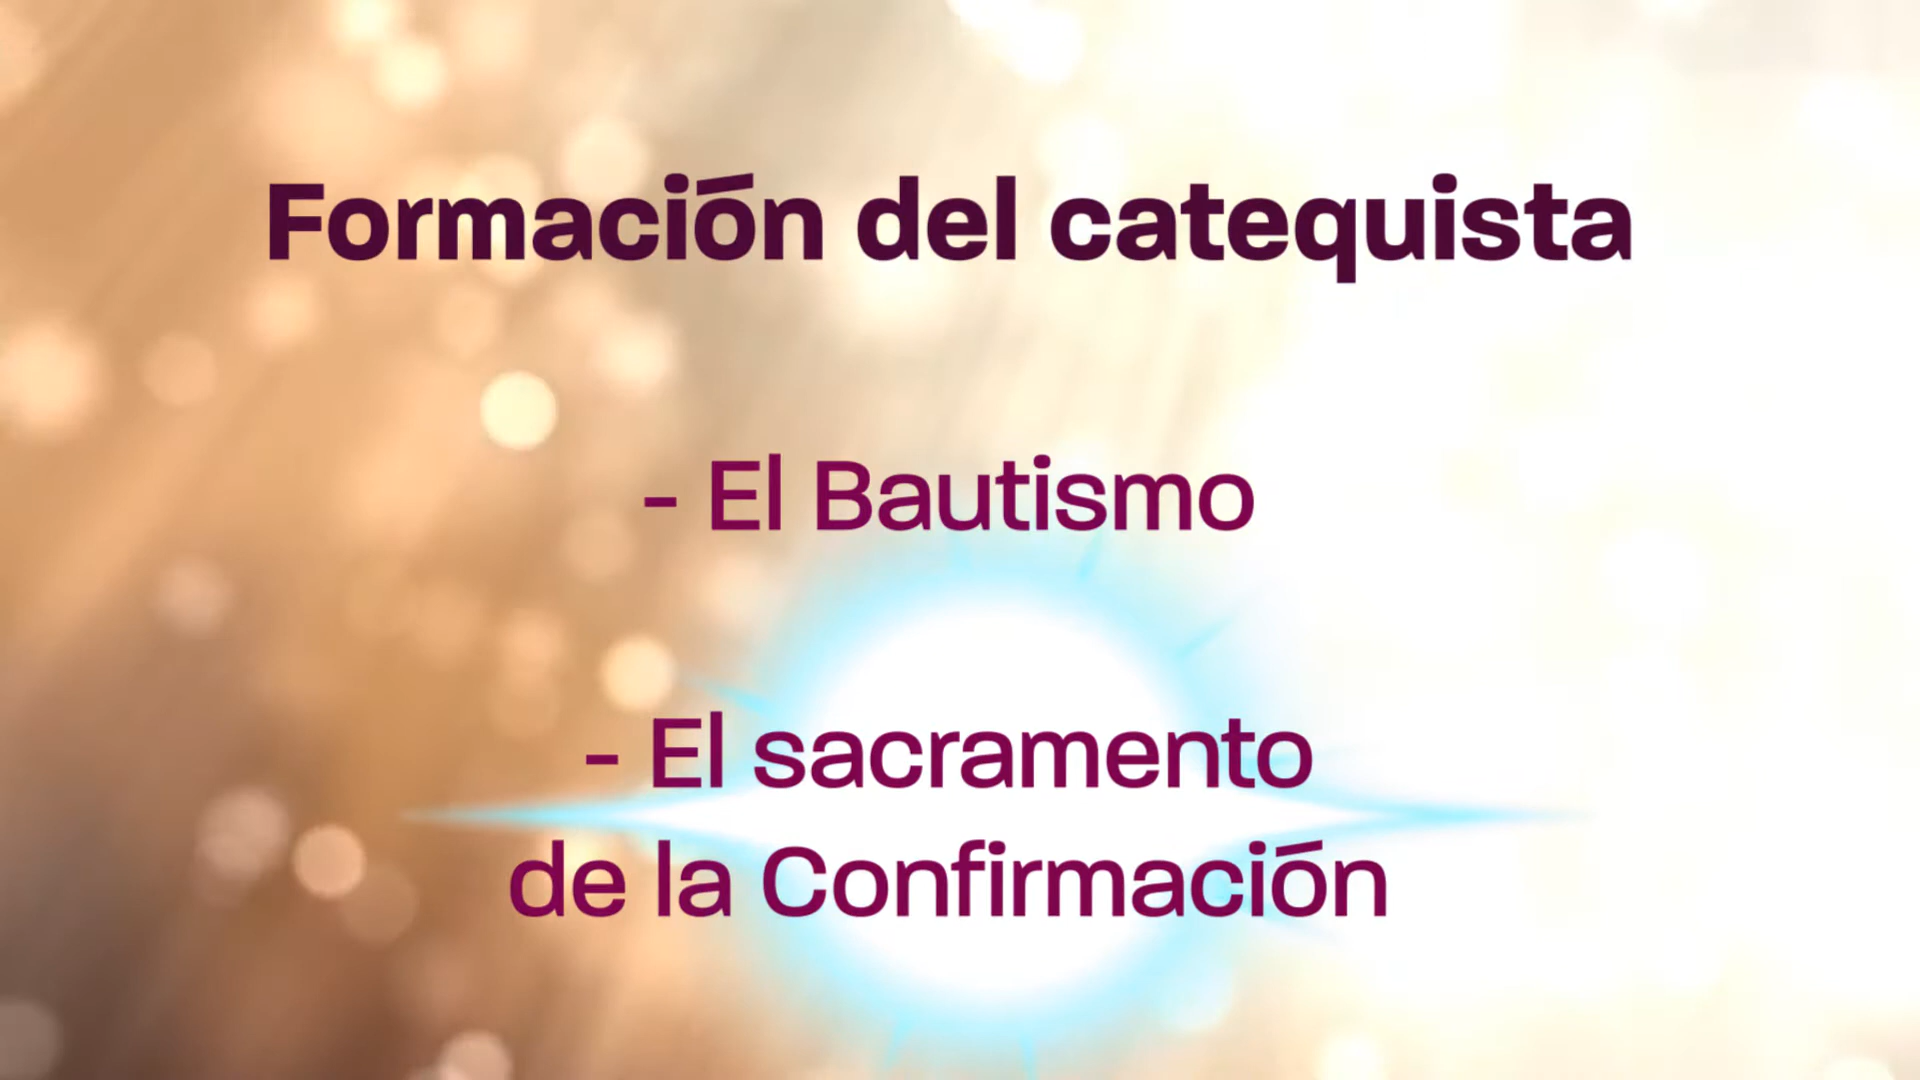 Formación del catequista
- El Bautismo
- El sacramento
de la Confirmación